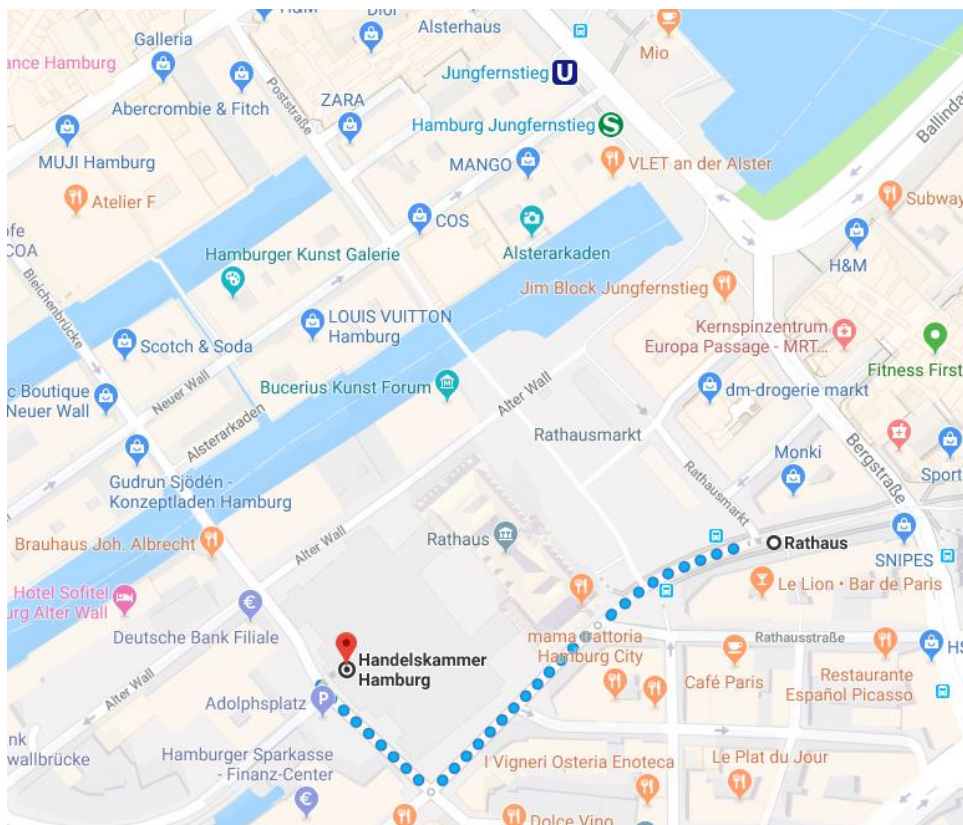 H&M
Dior
Alsterhaus
Galleria
Mio
ance Hamburg
Jungfernstieg U
Abercrombie & Fitch
Poststraße
ZARA
Ballinda
Hamburg Jungfernstieg S
MUJI Hamburg
MANGO
VLET an der Alster
Atelier F
Subway
COS
ofe
COA
Hamburger Kunst Galerie
Alsterarkaden
H&M
Bleichenbrücke
Jim Block Jungfernstieg
LOUIS VUITTON
Hamburg
Kernspinzentrum
Europa Passage - MRT...
Scotch & Soda
Fitness First
c Boutique
Neuer Wall
Neuer Wall
Bucerius Kunst Forum
Alter Wall
dm-drogerie markt
Alsterarkaden
Rathausmarkt
Monki
Bergstraße
Sport
Gudrun Sjödén -
Konzeptladen Hamburg
Rathausmarkt
Brauhaus Joh. Albrecht
Alter Wall
Rathaus
Rathaus
SNIPES
Hotel Sofitel
urg Alter Wall
Le Lion • Bar de Paris
Deutsche Bank Filiale
mama trattoria
Hamburg City
Rathausstraße
HS
Handelskammer
Hamburg
Café Paris
Restaurante
Español Picasso
Alter Wall
Adolphsplatz
P
nk
wallbrücke
Hamburger Sparkasse
- Finanz-Center
I Vigneri Osteria Enoteca
Le Plat du Jour
Dolce Vino